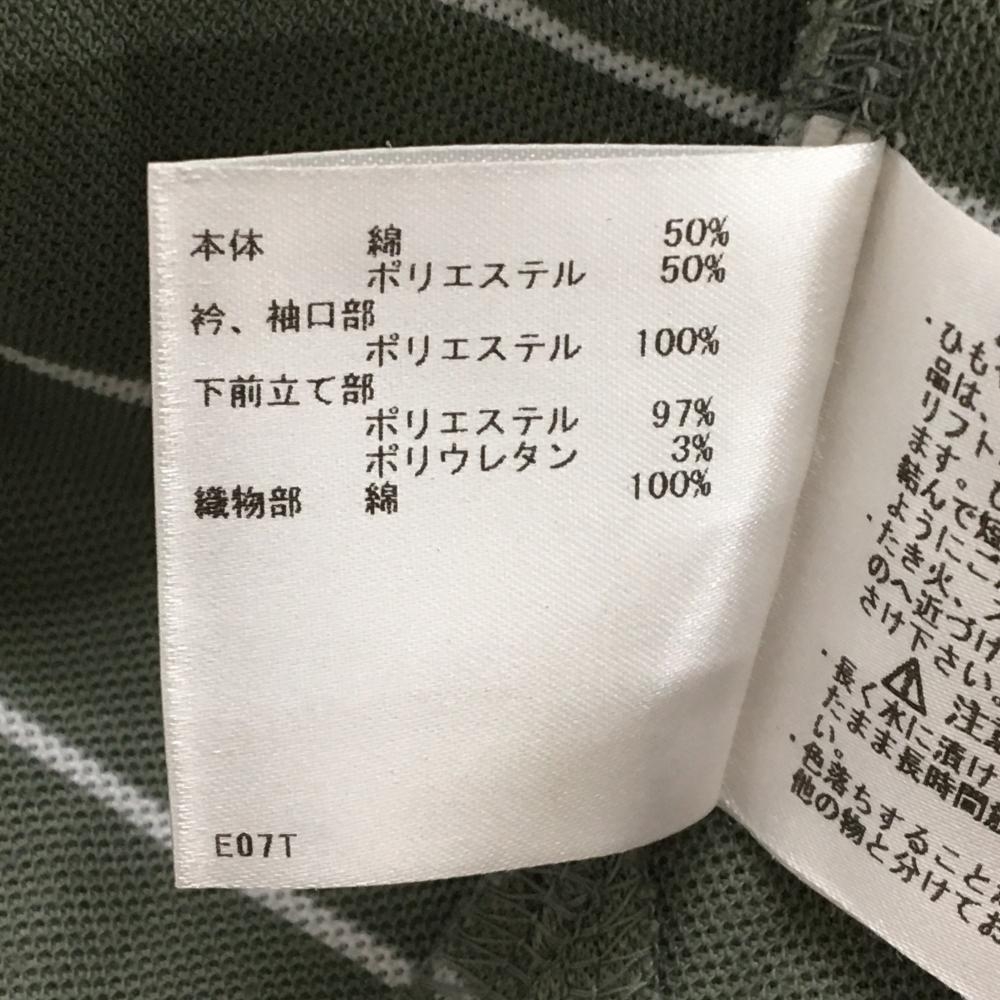 本体 綿 50%
ポリエステル 50%
衿、袖口部
ポリエステル 100%
下前立て部
ポリエステル 97%
ポリウレタン 3%
織物部 綿 100%
E07T
・ひも
品は、ト
リフ
ます。で
結んにこ
ようき火、
・たへ近づけ
のさけ下さい。
さ
⚠ 注意
・長く水に漬け
たまま長時間
い。
・色落ちすること
他の物と分けてお